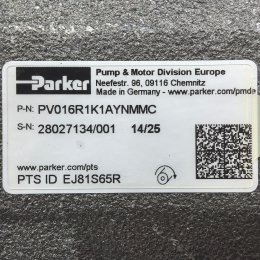 Parker
Pump & Motor Division Europe
Neefestr. 96, 09116 Chemnitz
Made in Germany - www.parker.com/pmde
P-N: PV016R1K1AYNMMC
S-N: 28027134/001 14/25
www.parker.com/pts
PTS ID EJ81S65R